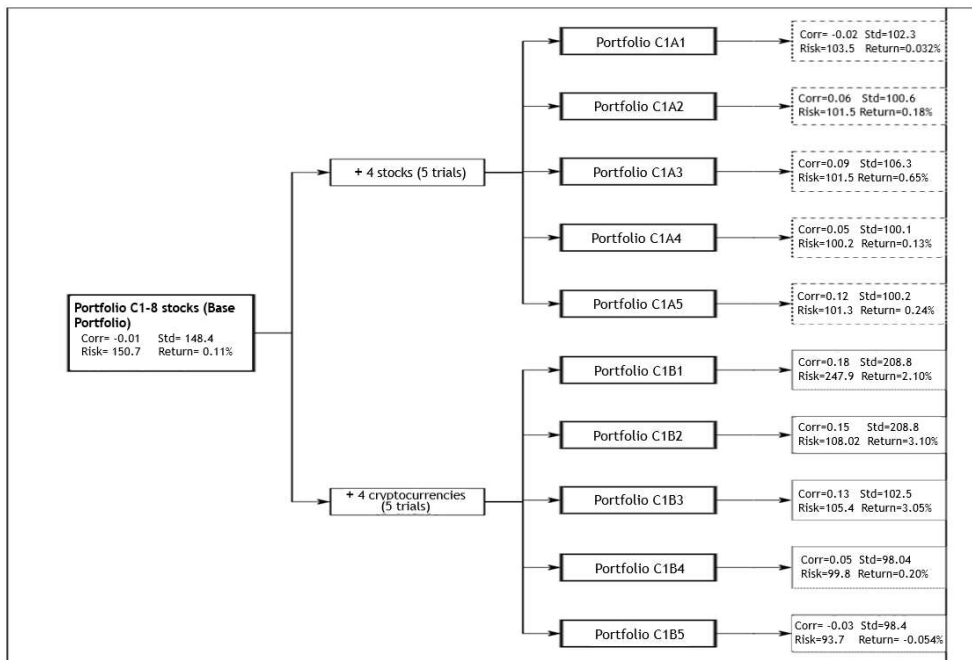 Portfolio C1-8 stocks (Base
Portfolio)
Corr= -0.01 Std= 148.4
Risk= 150.7 Return= 0.11%
+ 4 stocks (5 trials)
Portfolio C1A1
Corr= -0.02 Std=102.3
Risk=103.5 Return=0.032%
Portfolio C1A2
Corr=0.06 Std=100.6
Risk=101.5 Return=0.18%
Portfolio C1A3
Corr=0.09 Std=106.3
Risk=101.5 Return=0.65%
Portfolio C1A4
Corr=0.05 Std=100.1
Risk=100.2 Return=0.13%
Portfolio C1A5
Corr=0.12 Std=100.2
Risk=101.3 Return= 0.24%
+ 4 cryptocurrencies
(5 trials)
Portfolio C1B1
Corr=0.18 Std=208.8
Risk=247.9 Return=2.10%
Portfolio C1B2
Corr=0.15 Std=208.8
Risk=108.02 Return=3.10%
Portfolio C1B3
Corr=0.13 Std=102.5
Risk=105.4 Return=3.05%
Portfolio C1B4
Corr=0.05 Std=98.04
Risk=99.8 Return=0.20%
Portfolio C1B5
Corr= -0.03 Std=98.4
Risk=93.7 Return= -0.054%